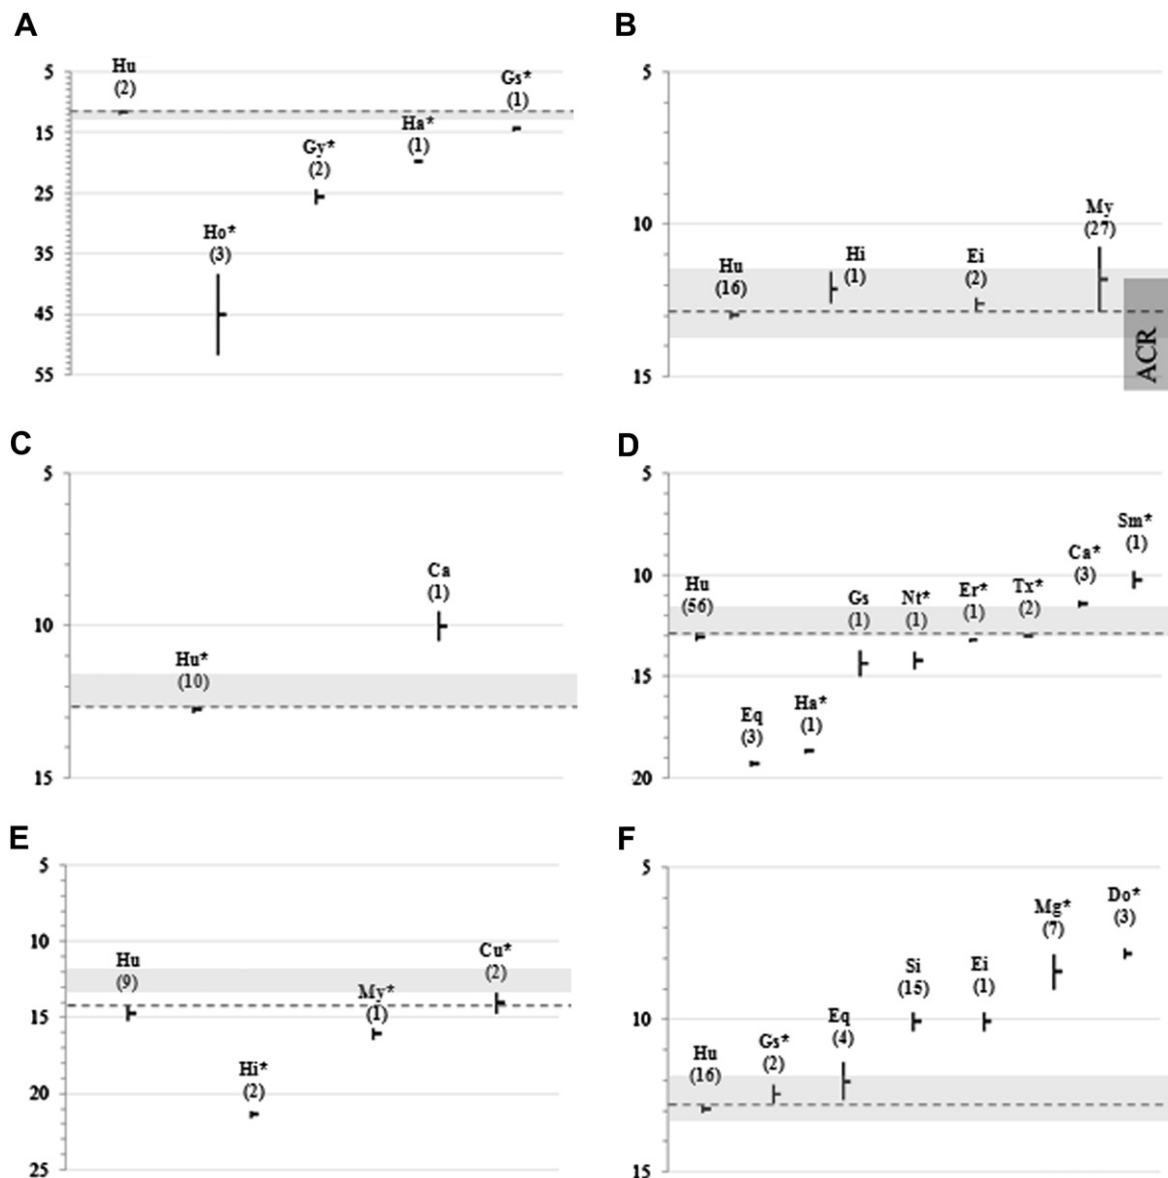 A
5
15
25
35
45
55
Hu
(2)
Ho*
(3)
Gy*
(2)
Ha*
(1)
Gs*
(1)
B
5
10
15
Hu
(16)
Hi
(1)
Ei
(2)
My
(27)
ACR
C
5
10
15
Hu*
(10)
Ca
(1)
D
5
10
15
20
Hu
(56)
Eq
(3)
Ha*
(1)
Gs
(1)
Nt*
(1)
Er*
(1)
Tx*
(2)
Ca*
(3)
Sm*
(1)
E
5
10
15
20
25
Hu
(9)
Hi*
(2)
My*
(1)
Cu*
(2)
F
5
10
15
Hu
(16)
Gs*
(2)
Eq
(4)
Si
(15)
Ei
(1)
Mg*
(7)
Do*
(3)